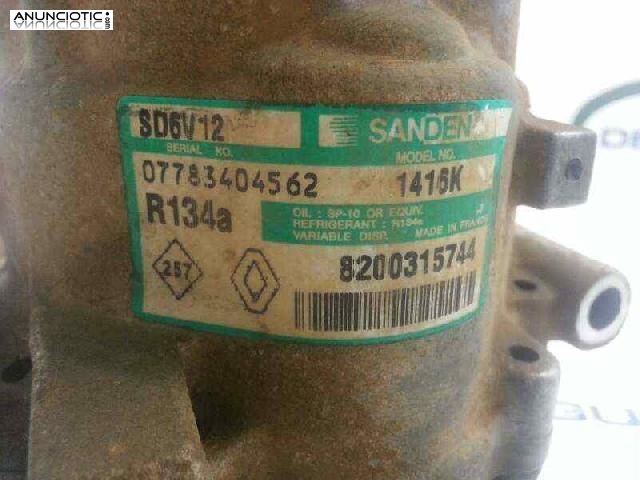 ANUNCIOTIC.com
SD6V12
SANDEN
SERIAL NO.
MODEL NO.
07783404562
1416K
R134a
OIL : SP-10 OR EQUIV.
REFRIGERANT : R134a
VARIABLE DISP. MADE IN FRANCE
257
8200315744